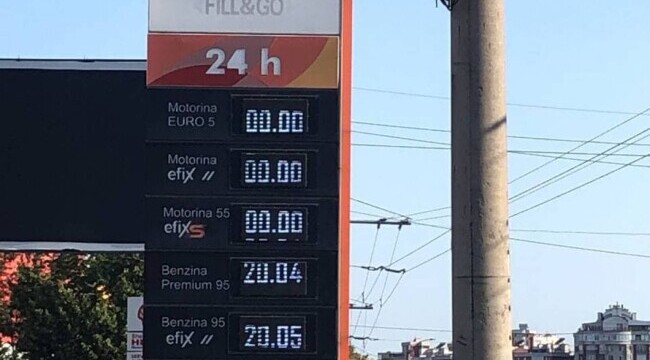 FILL&GO
24 h
Motorina
EURO 5
00.00
Motorina
efix //
00.00
Motorina 55
efix S
00.00
Benzina
Premium 95
20.04
Benzina 95
efix //
20.05